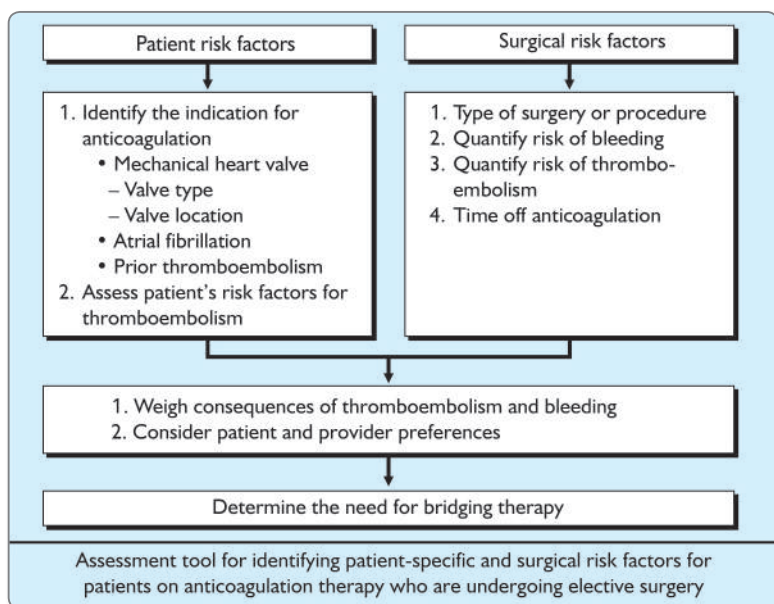 Patient risk factors
1. Identify the indication for
anticoagulation
• Mechanical heart valve
– Valve type
– Valve location
• Atrial fibrillation
• Prior thromboembolism
2. Assess patient's risk factors for
thromboembolism
Surgical risk factors
1. Type of surgery or procedure
2. Quantify risk of bleeding
3. Quantify risk of thrombo-
embolism
4. Time off anticoagulation
1. Weigh consequences of thromboembolism and bleeding
2. Consider patient and provider preferences
Determine the need for bridging therapy
Assessment tool for identifying patient-specific and surgical risk factors for
patients on anticoagulation therapy who are undergoing elective surgery